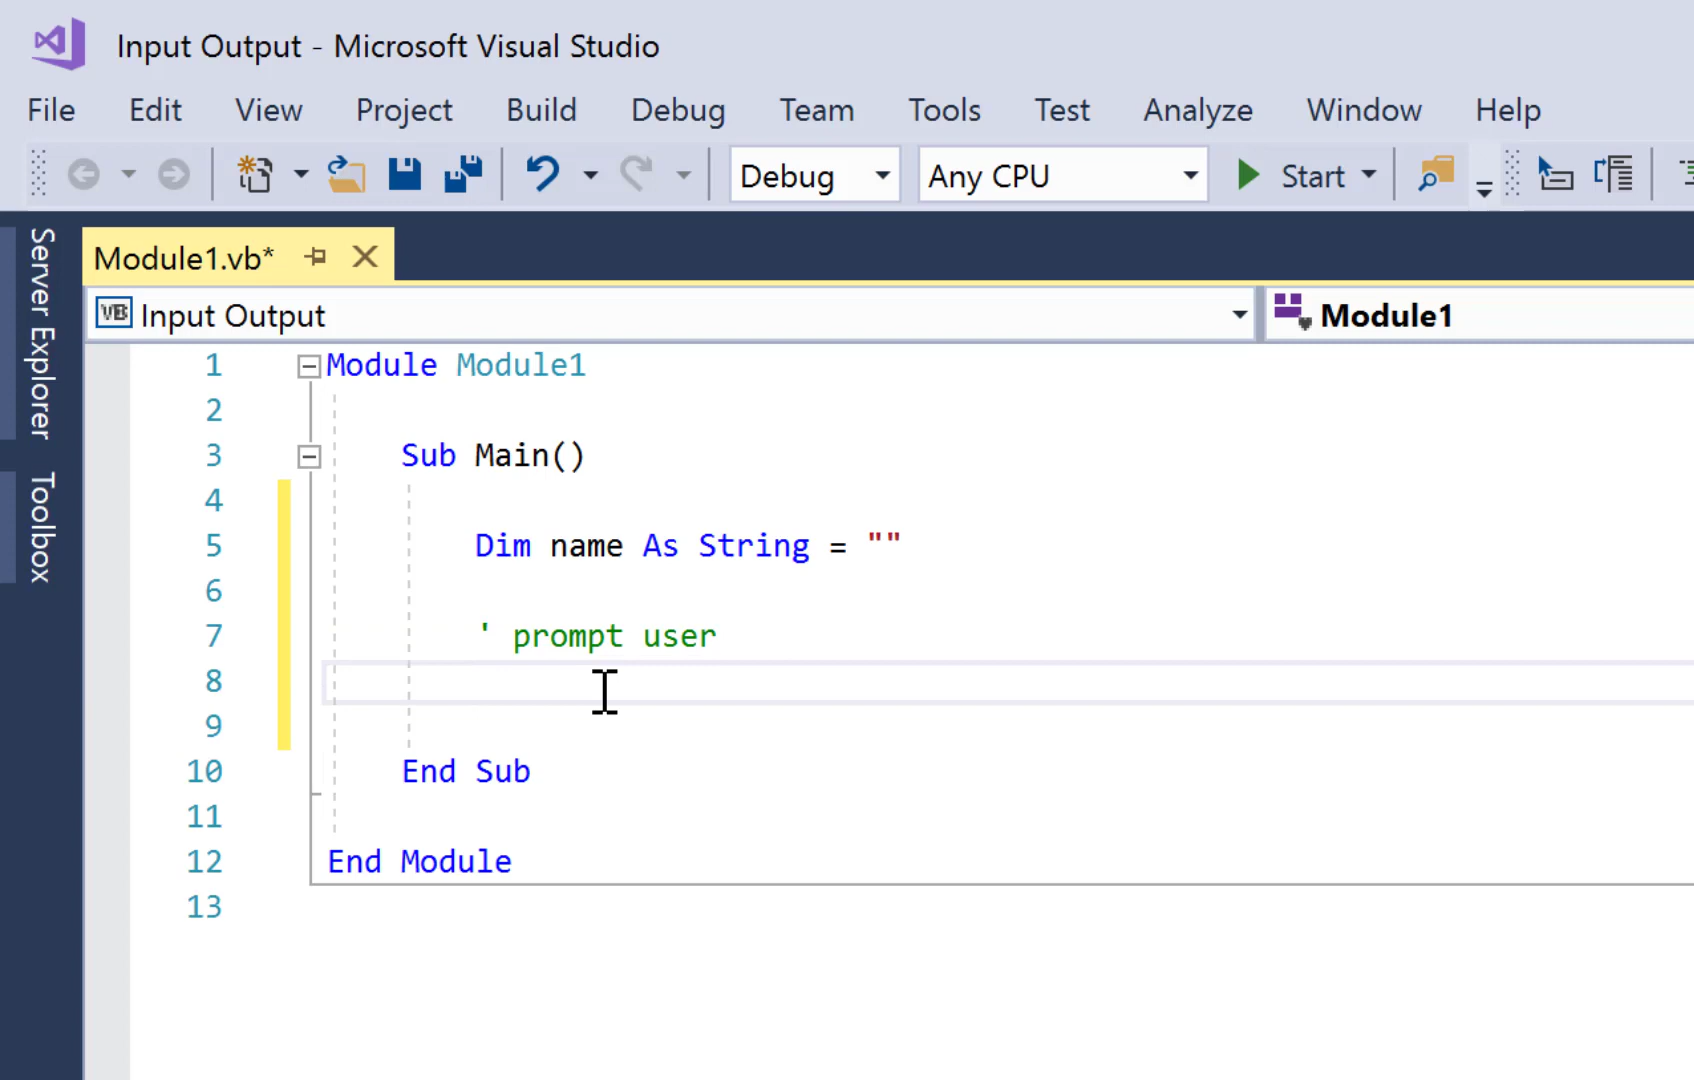 Input Output - Microsoft Visual Studio
File Edit View Project Build Debug Team Tools Test Analyze Window Help
Debug Any CPU Start
Server Explorer
Toolbox
Module1.vb*
VB Input Output Module1
1 Module Module1
2
3 Sub Main()
4
5 Dim name As String = ""
6
7 ' prompt user
8
9
10 End Sub
11
12 End Module
13